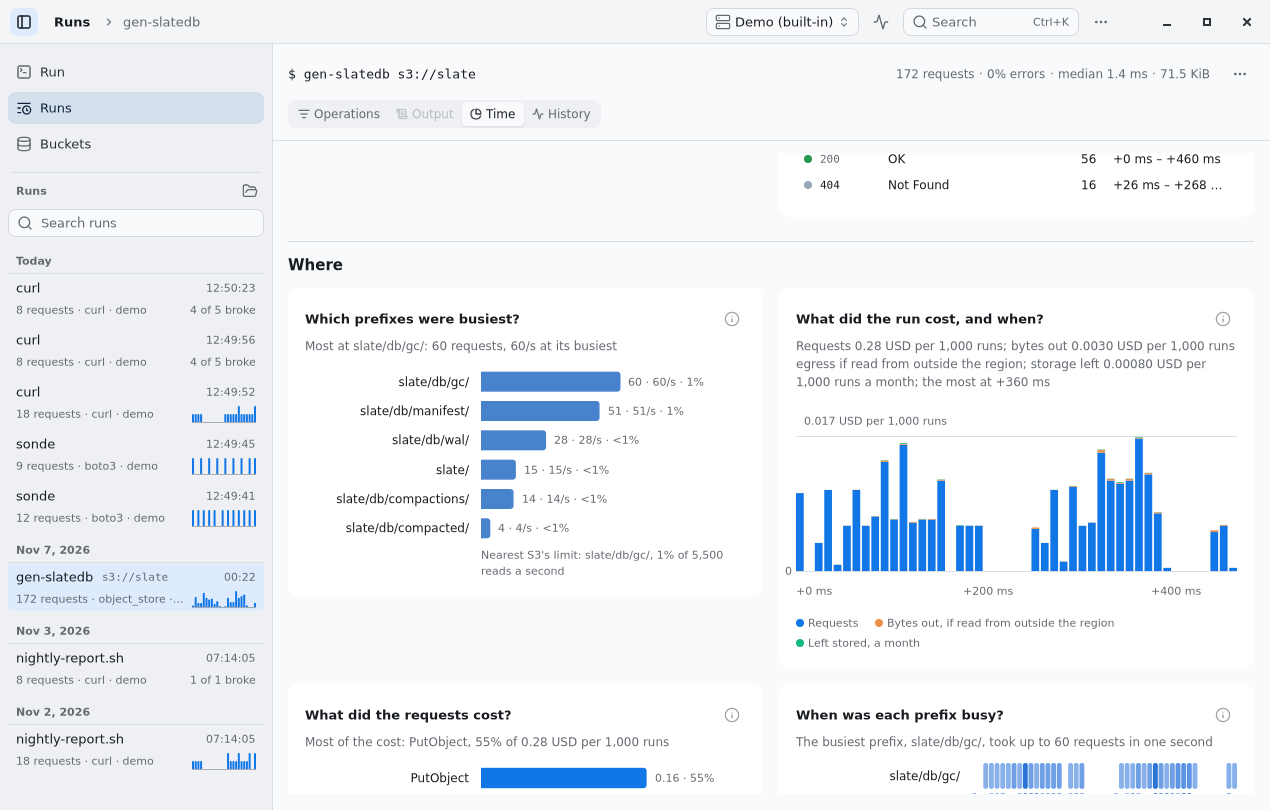 Runs > gen-slatedb
Demo (built-in)
Search Ctrl+K
Run
Runs
Buckets
Runs
Search runs
Today
curl 12:50:23
8 requests · curl · demo 4 of 5 broke
curl 12:49:56
8 requests · curl · demo 4 of 5 broke
curl 12:49:52
18 requests · curl · demo
sonde 12:49:45
9 requests · boto3 · demo
sonde 12:49:41
12 requests · boto3 · demo
Nov 7, 2026
gen-slatedb s3://slate 00:22
172 requests · object_store ·...
Nov 3, 2026
nightly-report.sh 07:14:05
8 requests · curl · demo 1 of 1 broke
Nov 2, 2026
nightly-report.sh 07:14:05
18 requests · curl · demo
$ gen-slatedb s3://slate
172 requests · 0% errors · median 1.4 ms · 71.5 KiB
Operations Output Time History
200 OK 56 +0 ms – +460 ms
404 Not Found 16 +26 ms – +268 ...
Where
Which prefixes were busiest?
Most at slate/db/gc/: 60 requests, 60/s at its busiest
slate/db/gc/ 60 · 60/s · 1%
slate/db/manifest/ 51 · 51/s · 1%
slate/db/wal/ 28 · 28/s · <1%
slate/ 15 · 15/s · <1%
slate/db/compactions/ 14 · 14/s · <1%
slate/db/compacted/ 4 · 4/s · <1%
Nearest S3's limit: slate/db/gc/, 1% of 5,500
reads a second
What did the run cost, and when?
Requests 0.28 USD per 1,000 runs; bytes out 0.0030 USD per 1,000 runs
egress if read from outside the region; storage left 0.00080 USD per
1,000 runs a month; the most at +360 ms
0.017 USD per 1,000 runs
0
+0 ms +200 ms +400 ms
Requests Bytes out, if read from outside the region
Left stored, a month
What did the requests cost?
Most of the cost: PutObject, 55% of 0.28 USD per 1,000 runs
PutObject 0.16 · 55%
When was each prefix busy?
The busiest prefix, slate/db/gc/, took up to 60 requests in one second
slate/db/gc/